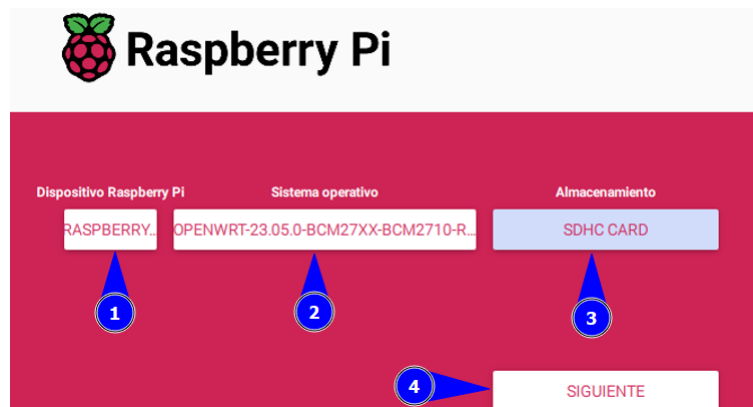 Raspberry Pi
Dispositivo Raspberry Pi Sistema operativo Almacenamiento
RASPBERRY... OPENWRT-23.05.0-BCM27XX-BCM2710-R... SDHC CARD
1 2 3
4 SIGUIENTE